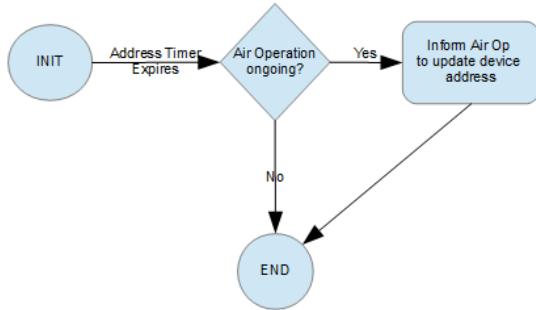 INIT
Address Timer
Expires
Air Operation
ongoing?
Yes
Inform Air Op
to update device
address
No
END